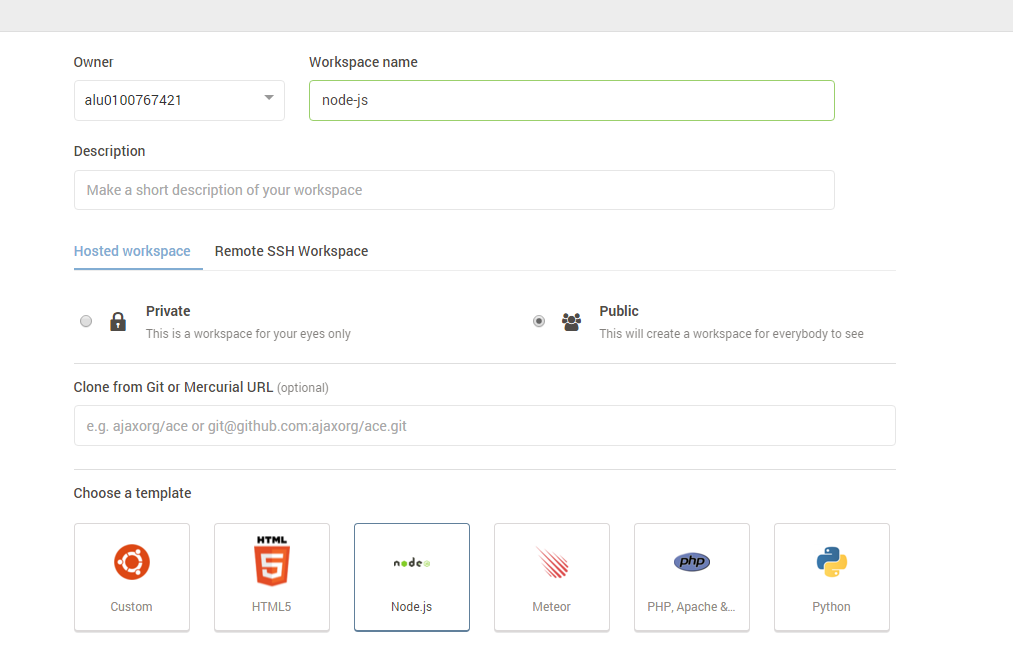 Owner
Workspace name
alu0100767421
node-js
Description
Make a short description of your workspace
Hosted workspace
Remote SSH Workspace
Private
This is a workspace for your eyes only
Public
This will create a workspace for everybody to see
Clone from Git or Mercurial URL (optional)
e.g. ajaxorg/ace or git@github.com:ajaxorg/ace.git
Choose a template
HTML
5
node
php
Custom
HTML5
Node.js
Meteor
PHP, Apache &...
Python